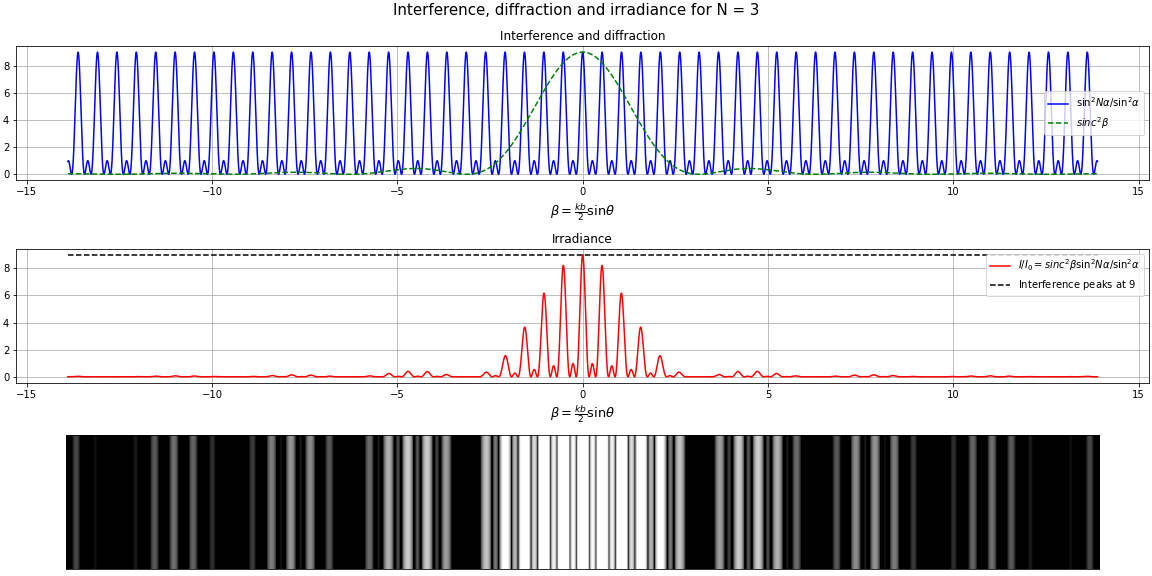 Interference, diffraction and irradiance for N = 3
Interference and diffraction
8
6
4
2
0
sin²Nα/sin²α
sinc²β
−15 −10 −5 0 5 10 15
β = kb/2 sinθ
Irradiance
8
6
4
2
0
I/I₀ = sinc²βsin²Nα/sin²α
Interference peaks at 9
−15 −10 −5 0 5 10 15
β = kb/2 sinθ